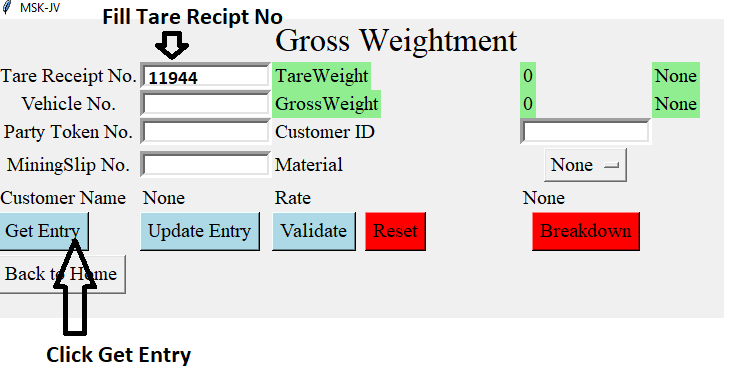 MSK-JV
Fill Tare Recipt No
Gross Weightment
Tare Receipt No. 11944 TareWeight 0 None
Vehicle No. GrossWeight 0 None
Party Token No. Customer ID
MiningSlip No. Material None
Customer Name None Rate None
Get Entry Update Entry Validate Reset Breakdown
Back to Home
Click Get Entry